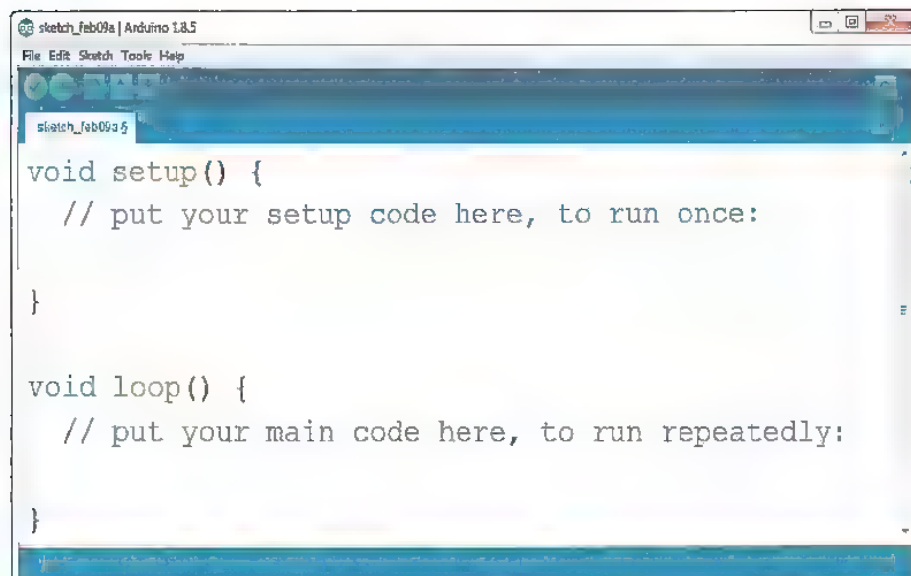 sketch_feb09a | Arduino 1.8.5
File Edit Sketch Tools Help
sketch_feb09a §
void setup() {
// put your setup code here, to run once:
}
void loop() {
// put your main code here, to run repeatedly:
}